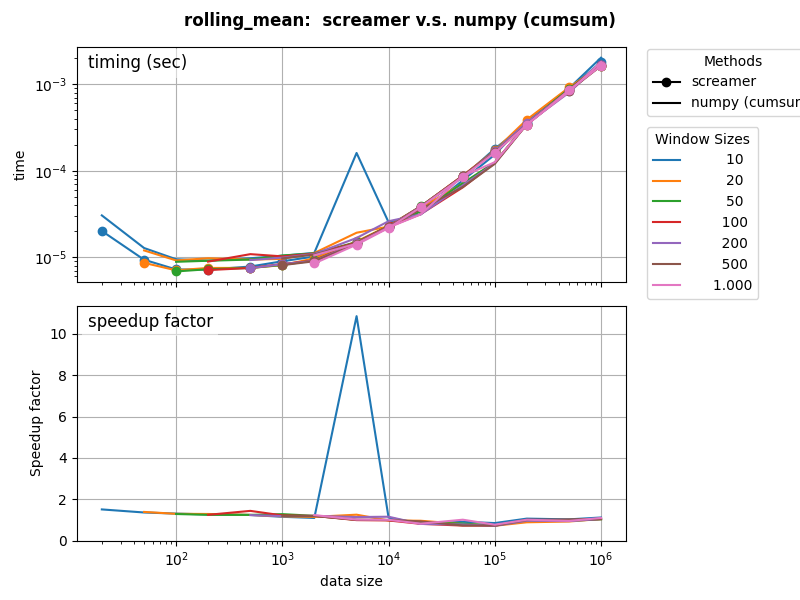 rolling_mean:  screamer v.s. numpy (cumsum)
timing (sec)
10⁻³
10⁻⁴
10⁻⁵
time
Methods
screamer
numpy (cumsur
Window Sizes
10
20
50
100
200
500
1.000
speedup factor
10
8
6
4
2
0
Speedup factor
10² 10³ 10⁴ 10⁵ 10⁶
data size